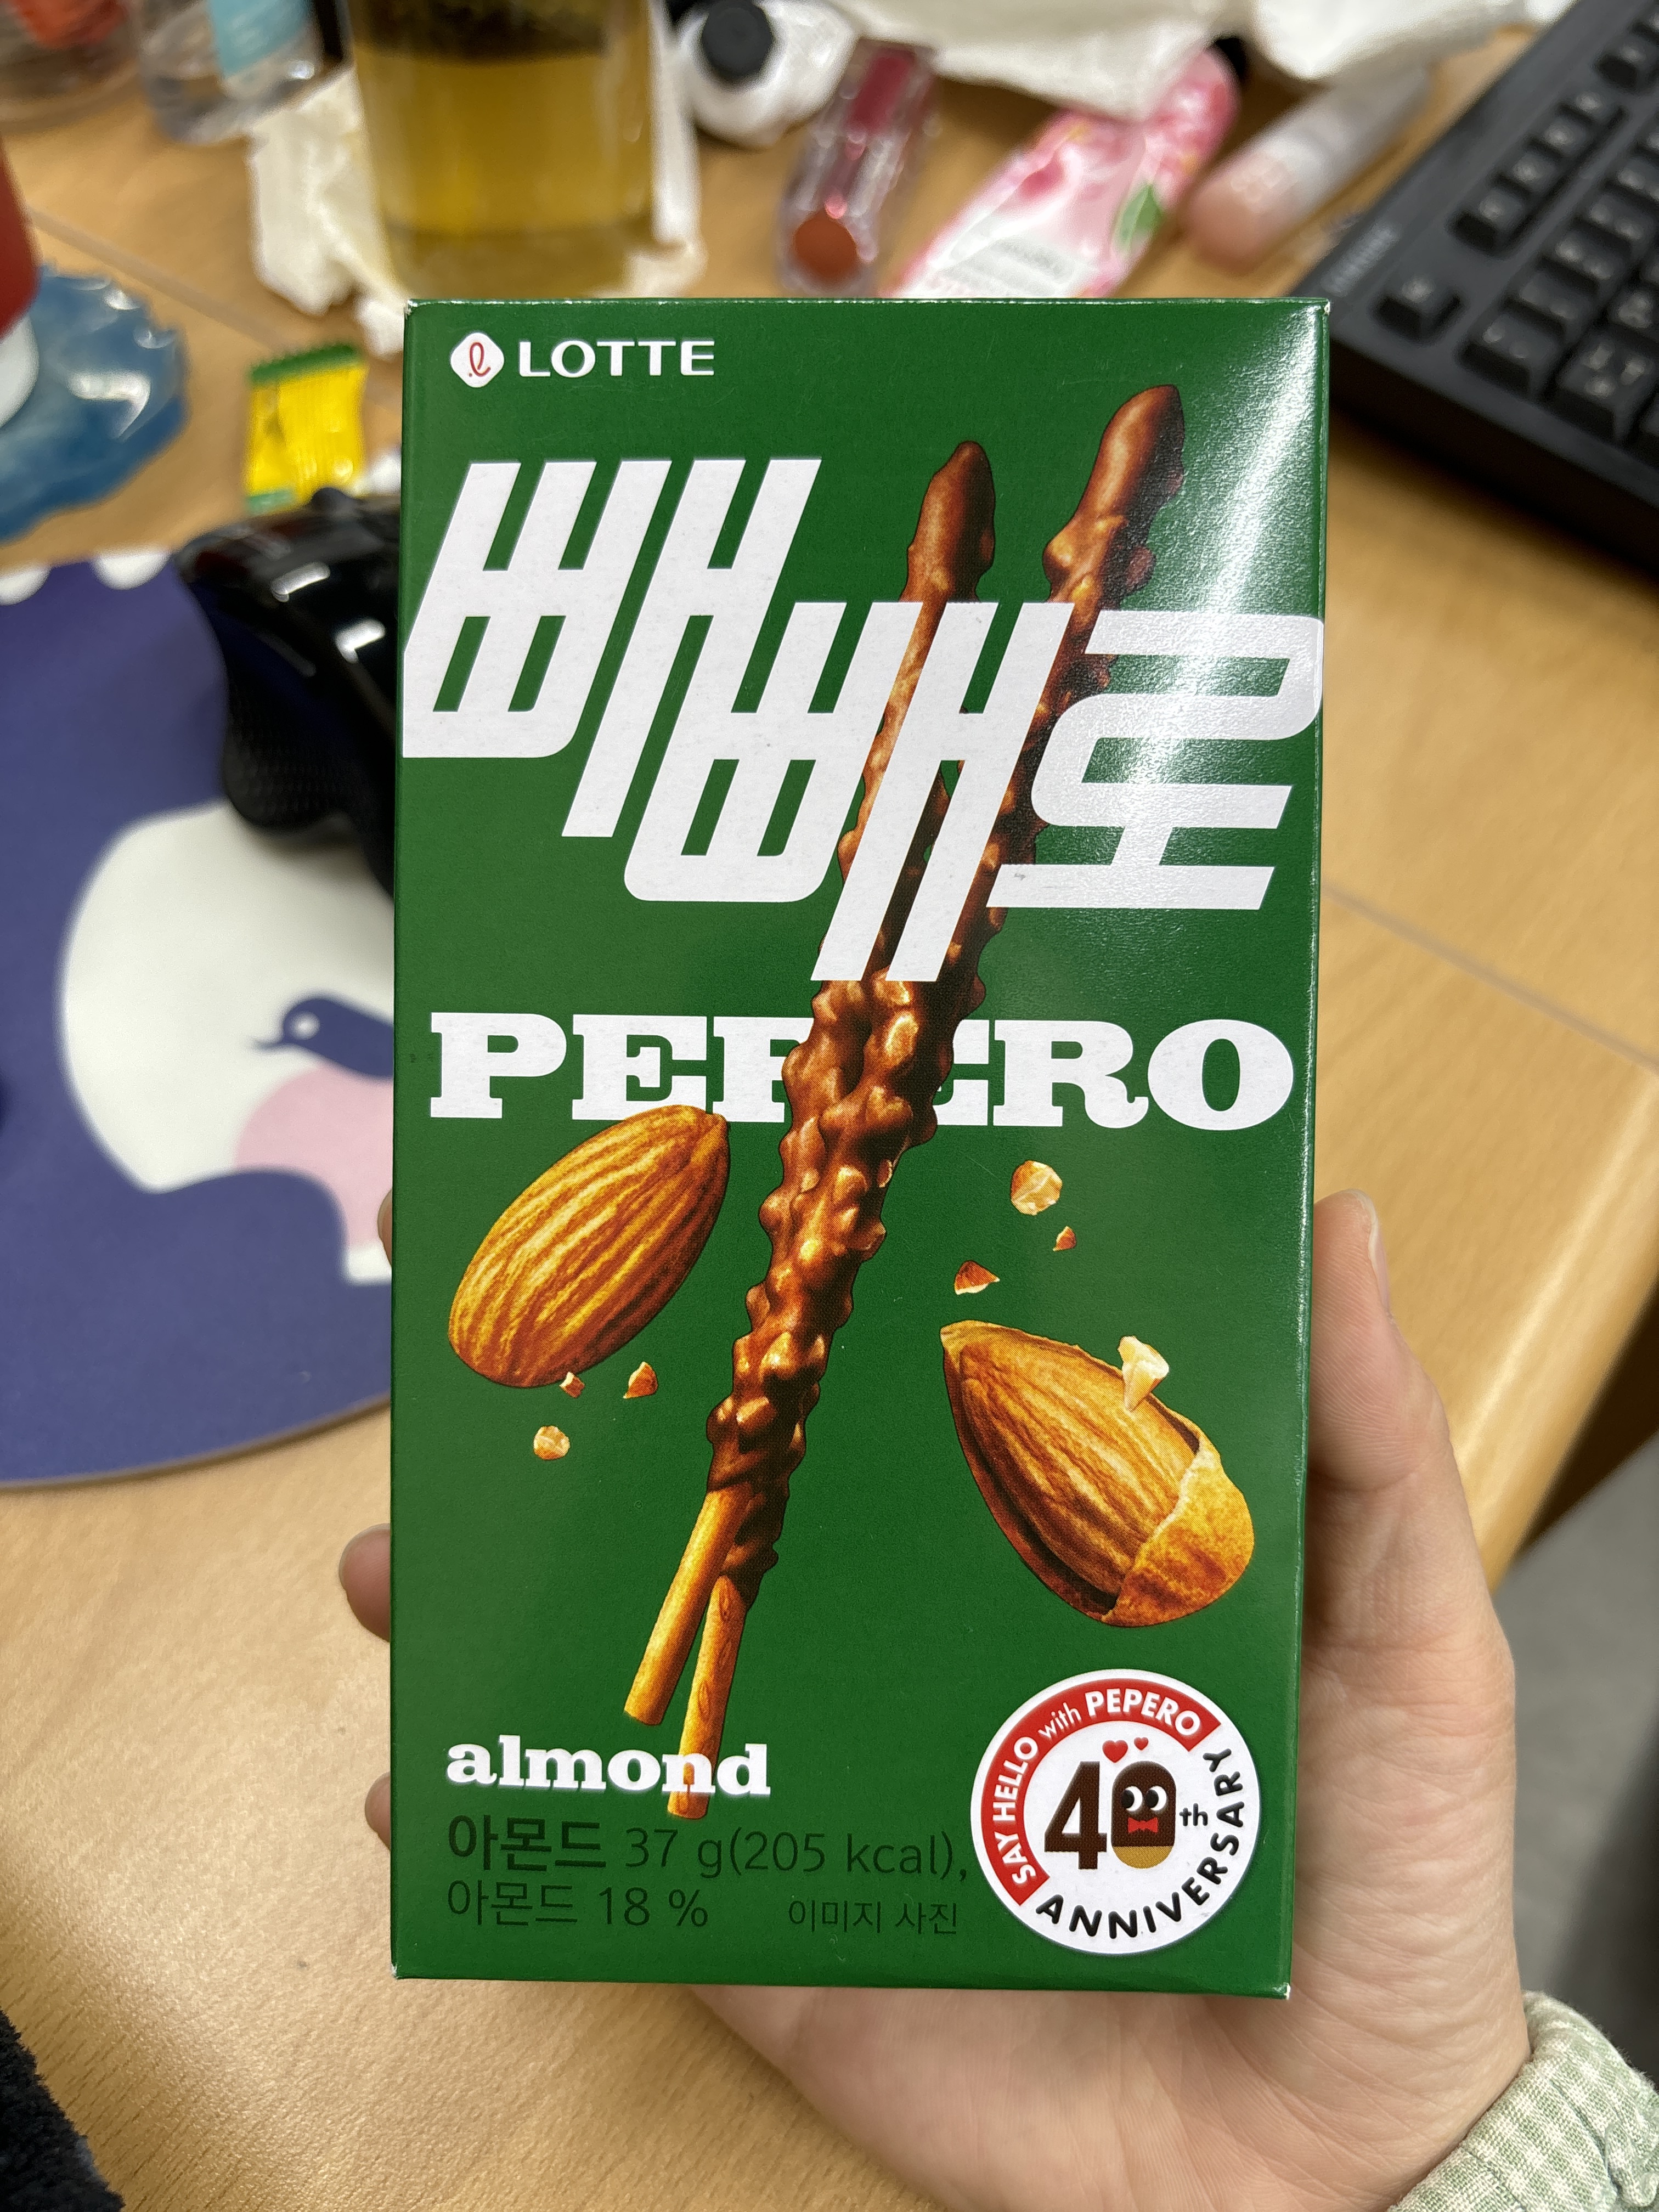 LOTTE
빼빼로
PEPERO
almond
아몬드 37 g(205 kcal),
아몬드 18 %
이미지 사진
SAY HELLO with PEPERO
40th
ANNIVERSARY